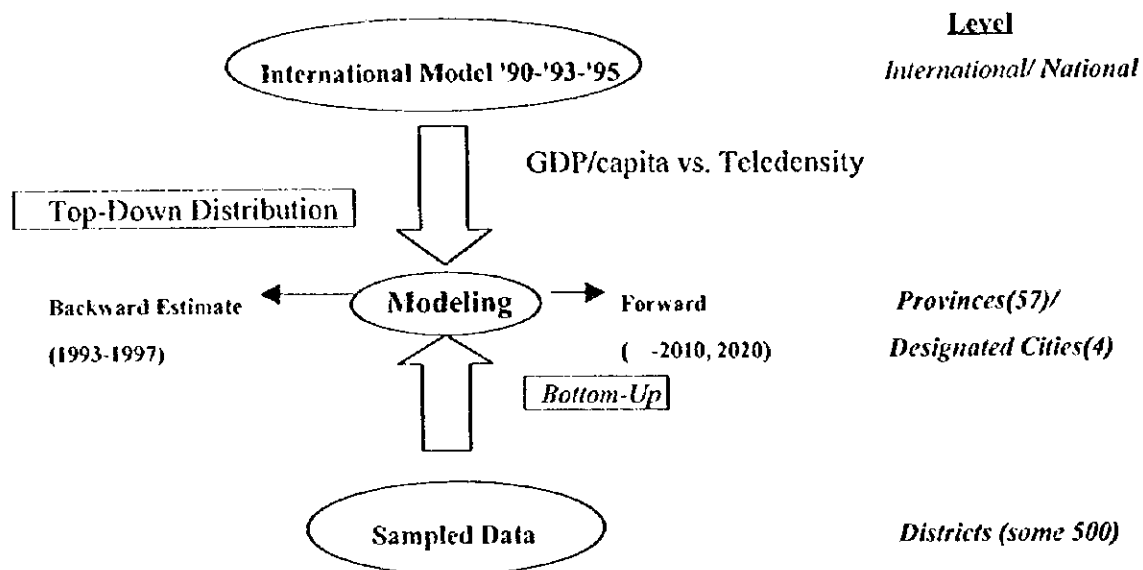 Level
International Model '90-'93-'95
International/ National
GDP/capita vs. Teledensity
Top-Down Distribution
Backward Estimate
(1993-1997)
Modeling
Forward
( -2010, 2020)
Provinces(57)/
Designated Cities(4)
Bottom-Up
Sampled Data
Districts (some 500)